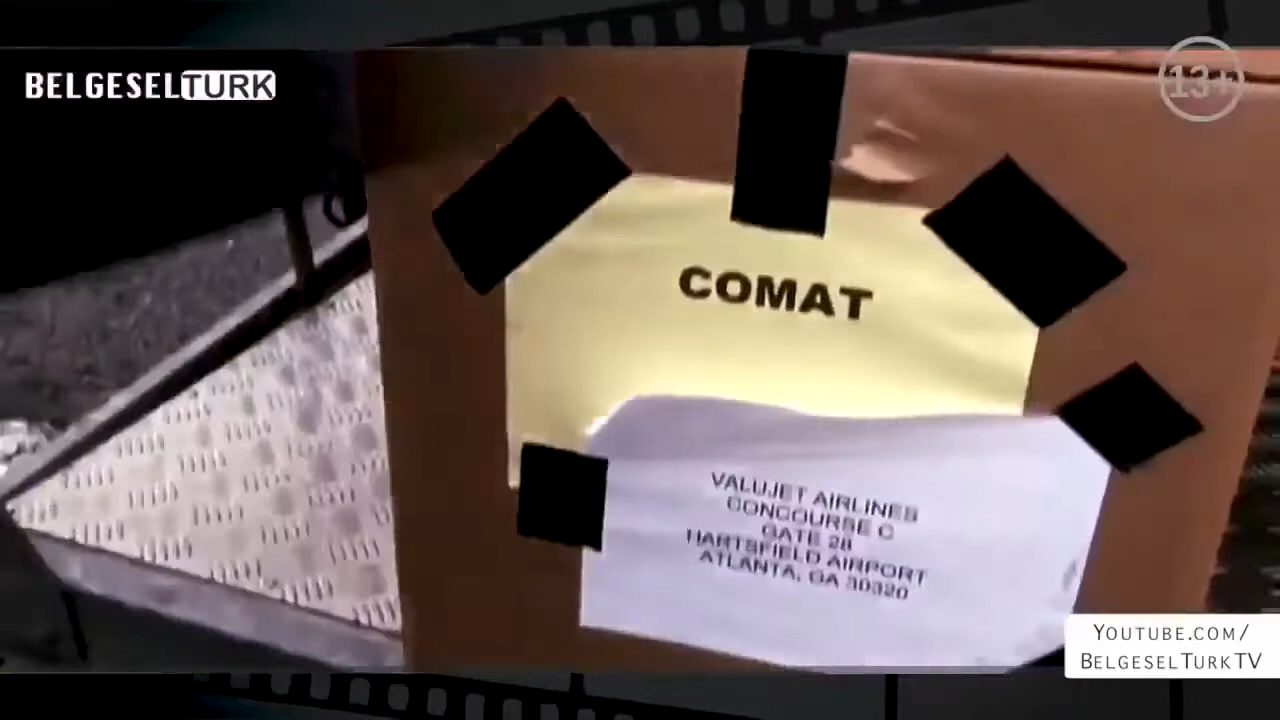 BELGESELTURK
13+
COMAT
VALUJET AIRLINES
CONCOURSE C
GATE 28
HARTSFIELD AIRPORT
ATLANTA, GA 30320
YOUTUBE.COM/
BELGESELTURKTV